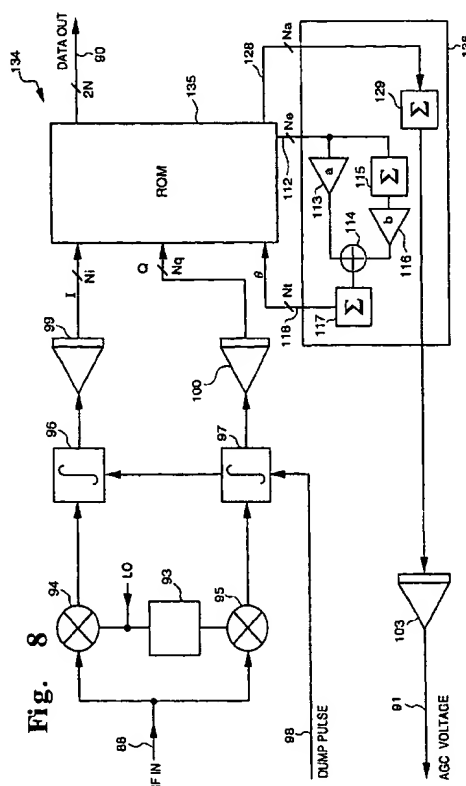 Fig. 8
IF IN
88
94
LO
93
95
96
∫
97
∫
DUMP PULSE
98
99
100
I
Ni
Q
Nq
θ
Nt
118
134
ROM
135
DATA OUT
90
2N
128
Na
Ne
112
a
113
Σ
115
114
b
116
Σ
117
Σ
129
103
91
AGC VOLTAGE